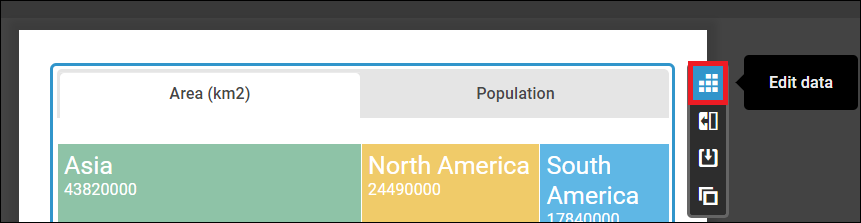 Area (km2)
Population
Edit data
Asia
43820000
North America
24490000
South
America
17840000